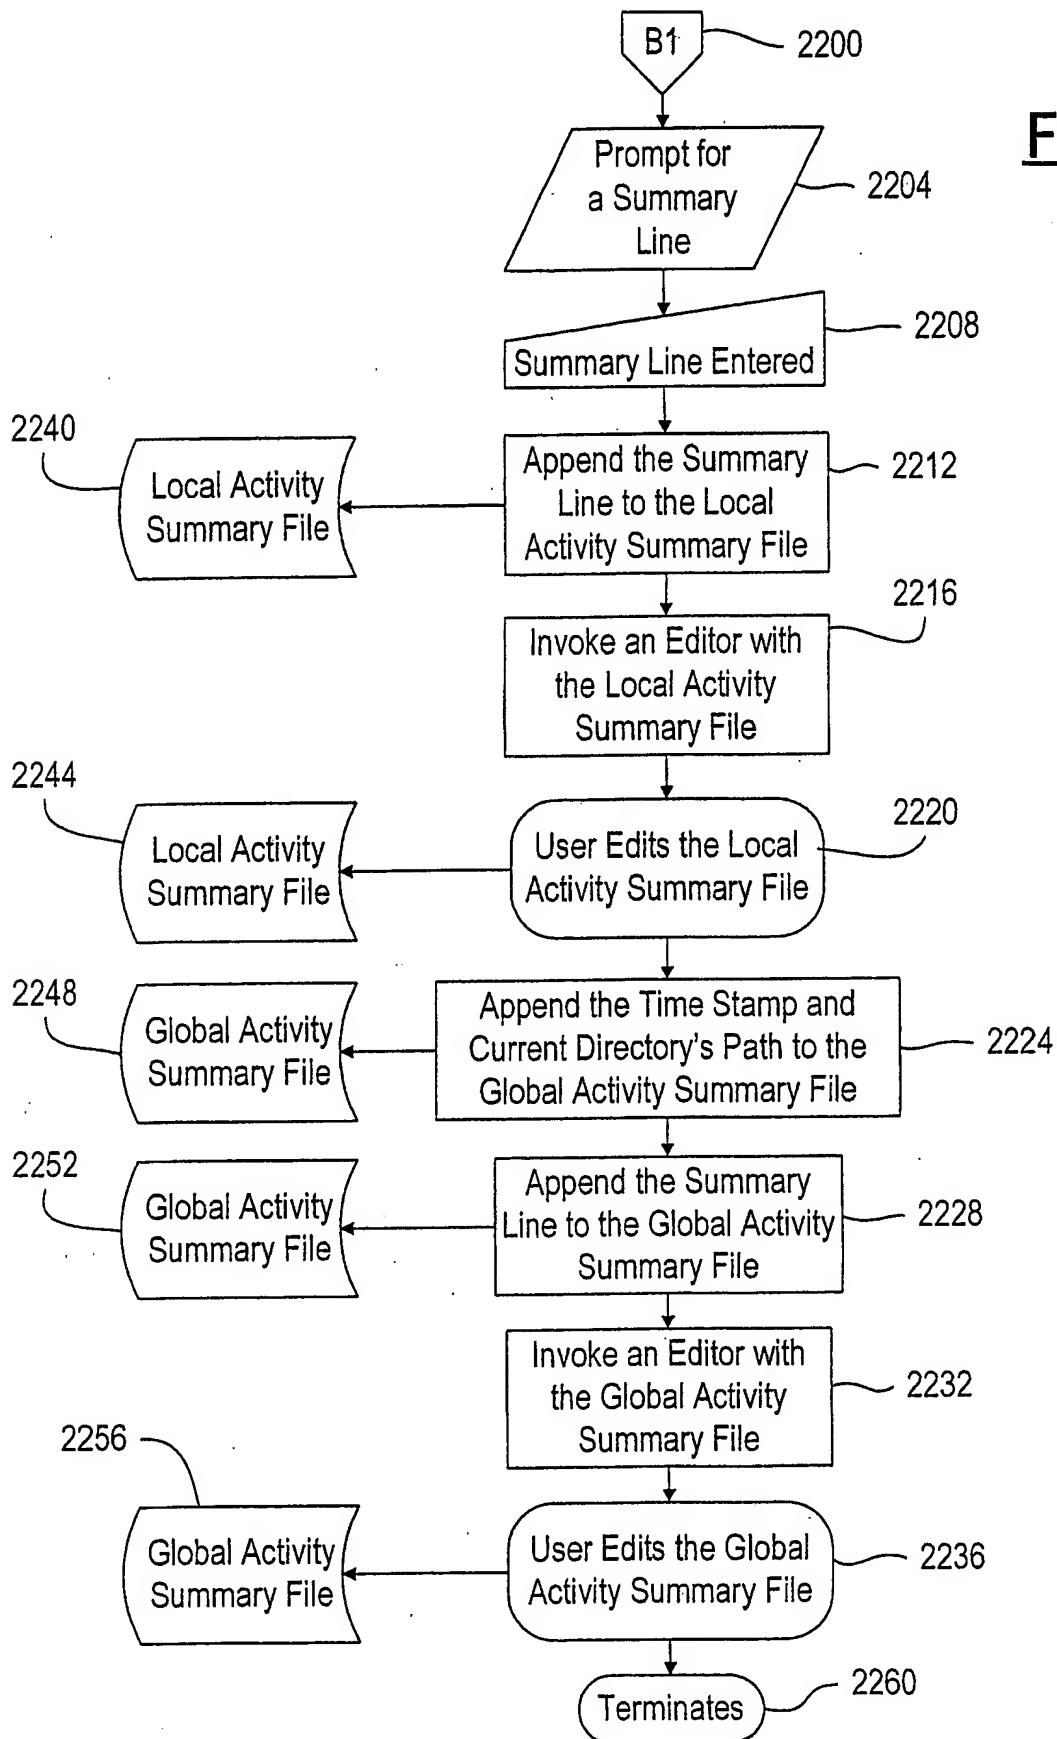 B1
2200
F
Prompt for
a Summary
Line
2204
Summary Line Entered
2208
2240
Local Activity
Summary File
Append the Summary
Line to the Local
Activity Summary File
2212
2216
Invoke an Editor with
the Local Activity
Summary File
2244
Local Activity
Summary File
User Edits the Local
Activity Summary File
2220
2248
Global Activity
Summary File
Append the Time Stamp and
Current Directory's Path to the
Global Activity Summary File
2224
2252
Global Activity
Summary File
Append the Summary
Line to the Global Activity
Summary File
2228
Invoke an Editor with
the Global Activity
Summary File
2232
2256
Global Activity
Summary File
User Edits the Global
Activity Summary File
2236
Terminates
2260